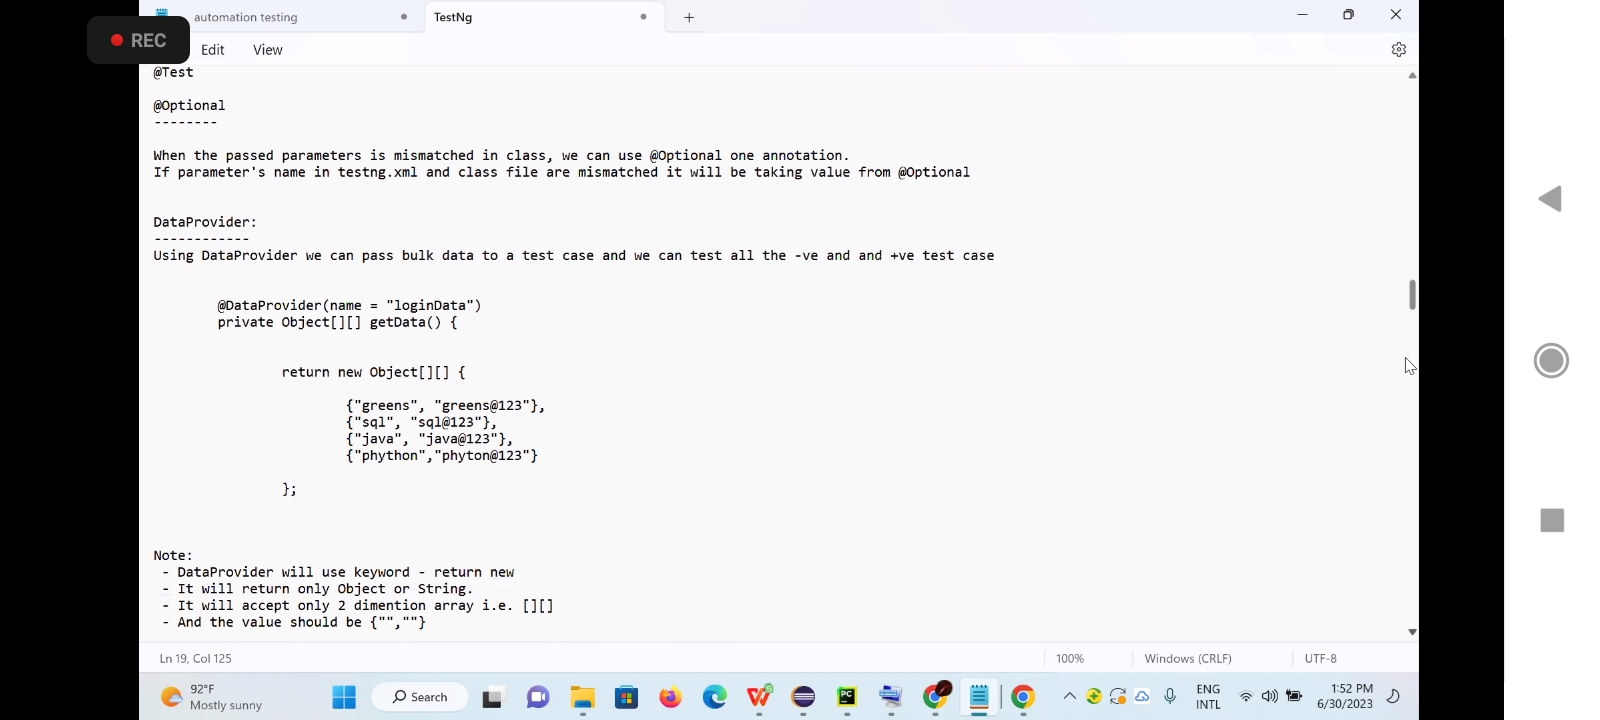 automation testing
TestNg
REC
Edit View
@Test
@Optional
--------
When the passed parameters is mismatched in class, we can use @Optional one annotation.
If parameter's name in testng.xml and class file are mismatched it will be taking value from @Optional
DataProvider:
------------
Using DataProvider we can pass bulk data to a test case and we can test all the -ve and and +ve test case
@DataProvider(name = "loginData")
private Object[][] getData() {
return new Object[][] {
{"greens", "greens@123"},
{"sql", "sql@123"},
{"java", "java@123"},
{"phython","phyton@123"}
};
Note:
- DataProvider will use keyword - return new
- It will return only Object or String.
- It will accept only 2 dimention array i.e. [][]
- And the value should be {"",""}
Ln 19, Col 125
100%
Windows (CRLF)
UTF-8
92°F
Mostly sunny
Search
PC
ENG
INTL
1:52 PM
6/30/2023